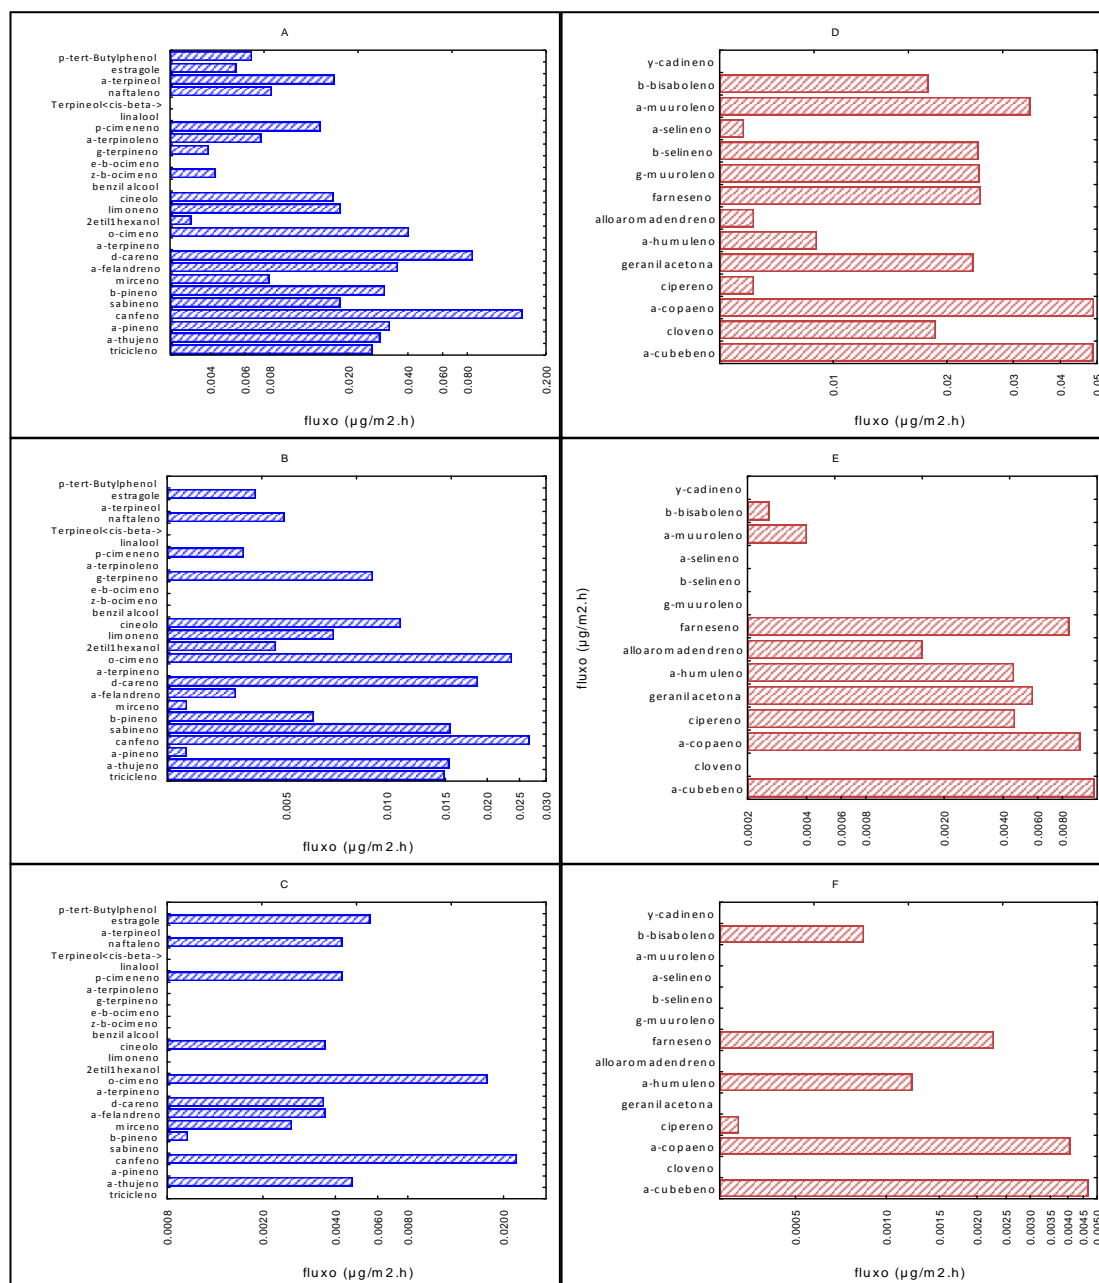 A
p-tert-Butylphenol
estragole
a-terpineol
naftaleno
Terpineol<cis-beta->
linalool
p-cimeneno
a-terpinoleno
g-terpineno
e-b-ocimeno
z-b-ocimeno
benzil alcool
cineolo
limoneno
2etil1hexanol
o-cimeno
a-terpineno
d-careno
a-felandreno
mirceno
b-pineno
sabineno
canfeno
a-pineno
a-thujeno
tricicleno
0.004
0.006
0.008
0.020
0.040
0.060
0.080
0.200
fluxo (µg/m2.h)
D
y-cadineno
b-bisaboleno
a-muuroleno
a-selineno
b-selineno
g-muuroleno
farneseno
alloaromadendreno
a-humuleno
geranilacetona
cipereno
a-copaeno
cloveno
a-cubebeno
0.01
0.02
0.03
0.04
0.05
fluxo (µg/m2.h)
B
p-tert-Butylphenol
estragole
a-terpineol
naftaleno
Terpineol<cis-beta->
linalool
p-cimeneno
a-terpinoleno
g-terpineno
e-b-ocimeno
z-b-ocimeno
benzil alcool
cineolo
limoneno
2etil1hexanol
o-cimeno
a-terpineno
d-careno
a-felandreno
mirceno
b-pineno
sabineno
canfeno
a-pineno
a-thujeno
tricicleno
0.005
0.010
0.015
0.020
0.025
0.030
fluxo (µg/m2.h)
E
fluxo (µg/m2.h)
y-cadineno
b-bisaboleno
a-muuroleno
a-selineno
b-selineno
g-muuroleno
farneseno
alloaromadendreno
a-humuleno
geranilacetona
cipereno
a-copaeno
cloveno
a-cubebeno
0.0002
0.0004
0.0006
0.0008
0.0020
0.0040
0.0060
0.0080
fluxo (µg/m2.h)
C
p-tert-Butylphenol
estragole
a-terpineol
naftaleno
Terpineol<cis-beta->
linalool
p-cimeneno
a-terpinoleno
g-terpineno
e-b-ocimeno
z-b-ocimeno
benzil alcool
cineolo
limoneno
2etil1hexanol
o-cimeno
a-terpineno
d-careno
a-felandreno
mirceno
b-pineno
sabineno
canfeno
a-pineno
a-thujeno
tricicleno
0.0008
0.0020
0.0040
0.0060
0.0080
0.0200
fluxo (µg/m2.h)
F
y-cadineno
b-bisaboleno
a-muuroleno
a-selineno
b-selineno
g-muuroleno
farneseno
alloaromadendreno
a-humuleno
geranilacetona
cipereno
a-copaeno
cloveno
a-cubebeno
0.0005
0.0010
0.0015
0.0020
0.0025
0.0030
0.0035
0.0040
0.0045
0.0050
fluxo (µg/m2.h)